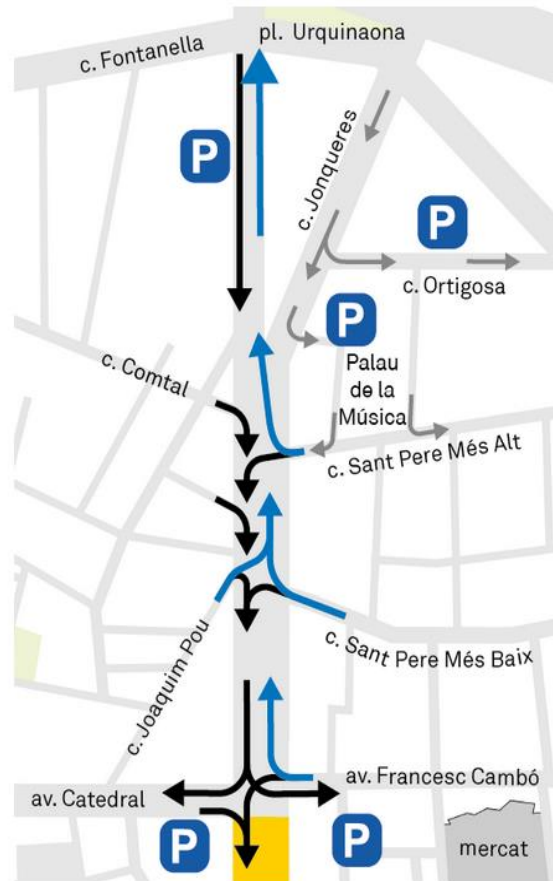 pl. Urquinaona
c. Fontanella
P
c. Jonqueres
P
c. Ortigosa
P
c. Comtal
Palau
de la
Música
c. Sant Pere Més Alt
c. Joaquim Pou
c. Sant Pere Més Baix
av. Francesc Cambó
av. Catedral
P
P
mercat